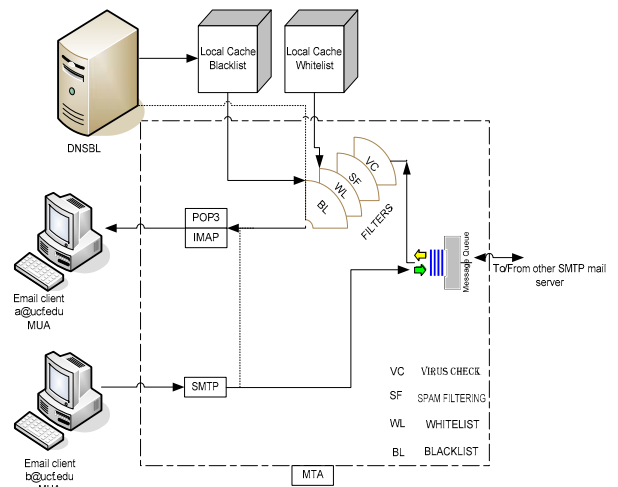 Local Cache
Blacklist
Local Cache
Whitelist
DNSBL
VC
SF
WL
BL
FILTERS
POP3
IMAP
Message Queue
To/From other SMTP mail
server
Email client
a@ucf.edu
MUA
SMTP
VC VIRUS CHECK
SF SPAM FILTERING
WL WHITELIST
BL BLACKLIST
Email client
b@ucf.edu
MUA
MTA